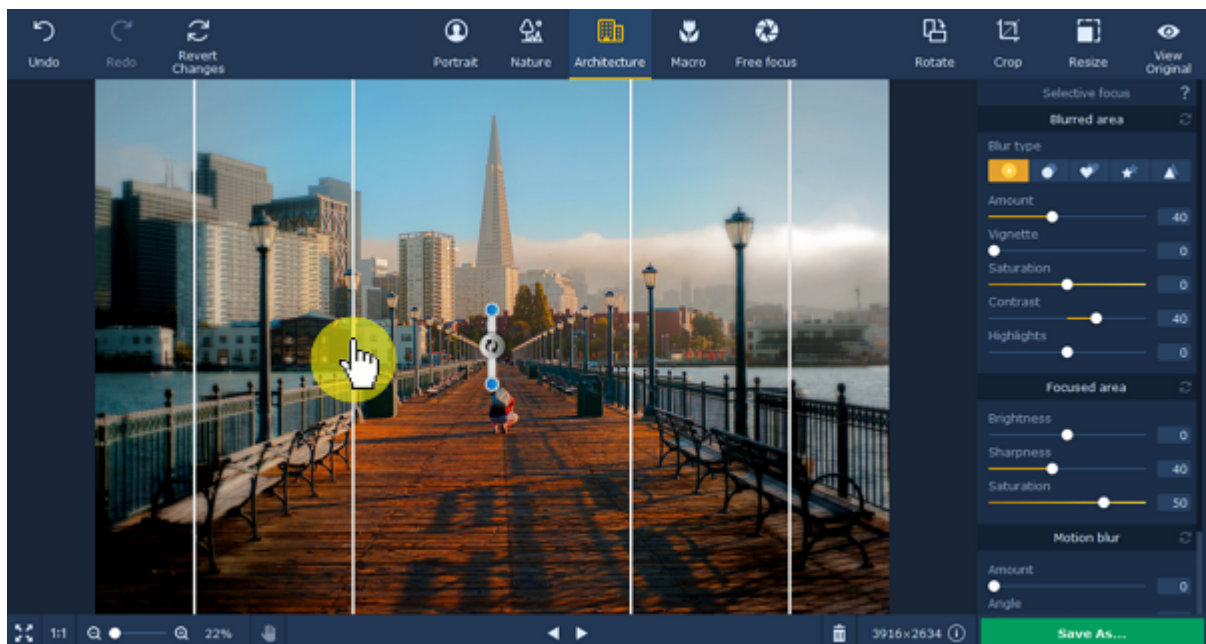 Undo
Redo
Revert
Changes
Portrait
Nature
Architecture
Macro
Free focus
Rotate
Crop
Resize
View
Original
Selective focus ?
Blurred area
Blur type
Amount
40
Vignette
0
Saturation
0
Contrast
40
Highlights
0
Focused area
Brightness
0
Sharpness
40
Saturation
50
Motion blur
Amount
0
Angle
1:1
22%
3916×2634
Save As...